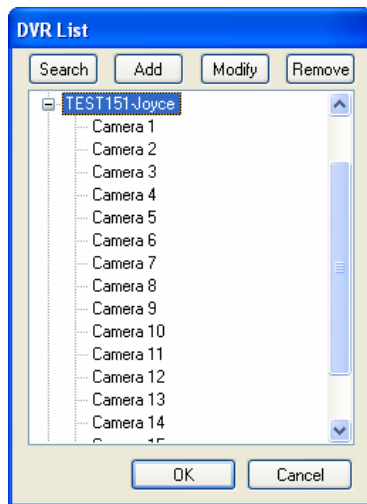 DVR List
Search Add Modify Remove
TEST151-Joyce
Camera 1
Camera 2
Camera 3
Camera 4
Camera 5
Camera 6
Camera 7
Camera 8
Camera 9
Camera 10
Camera 11
Camera 12
Camera 13
Camera 14
OK Cancel